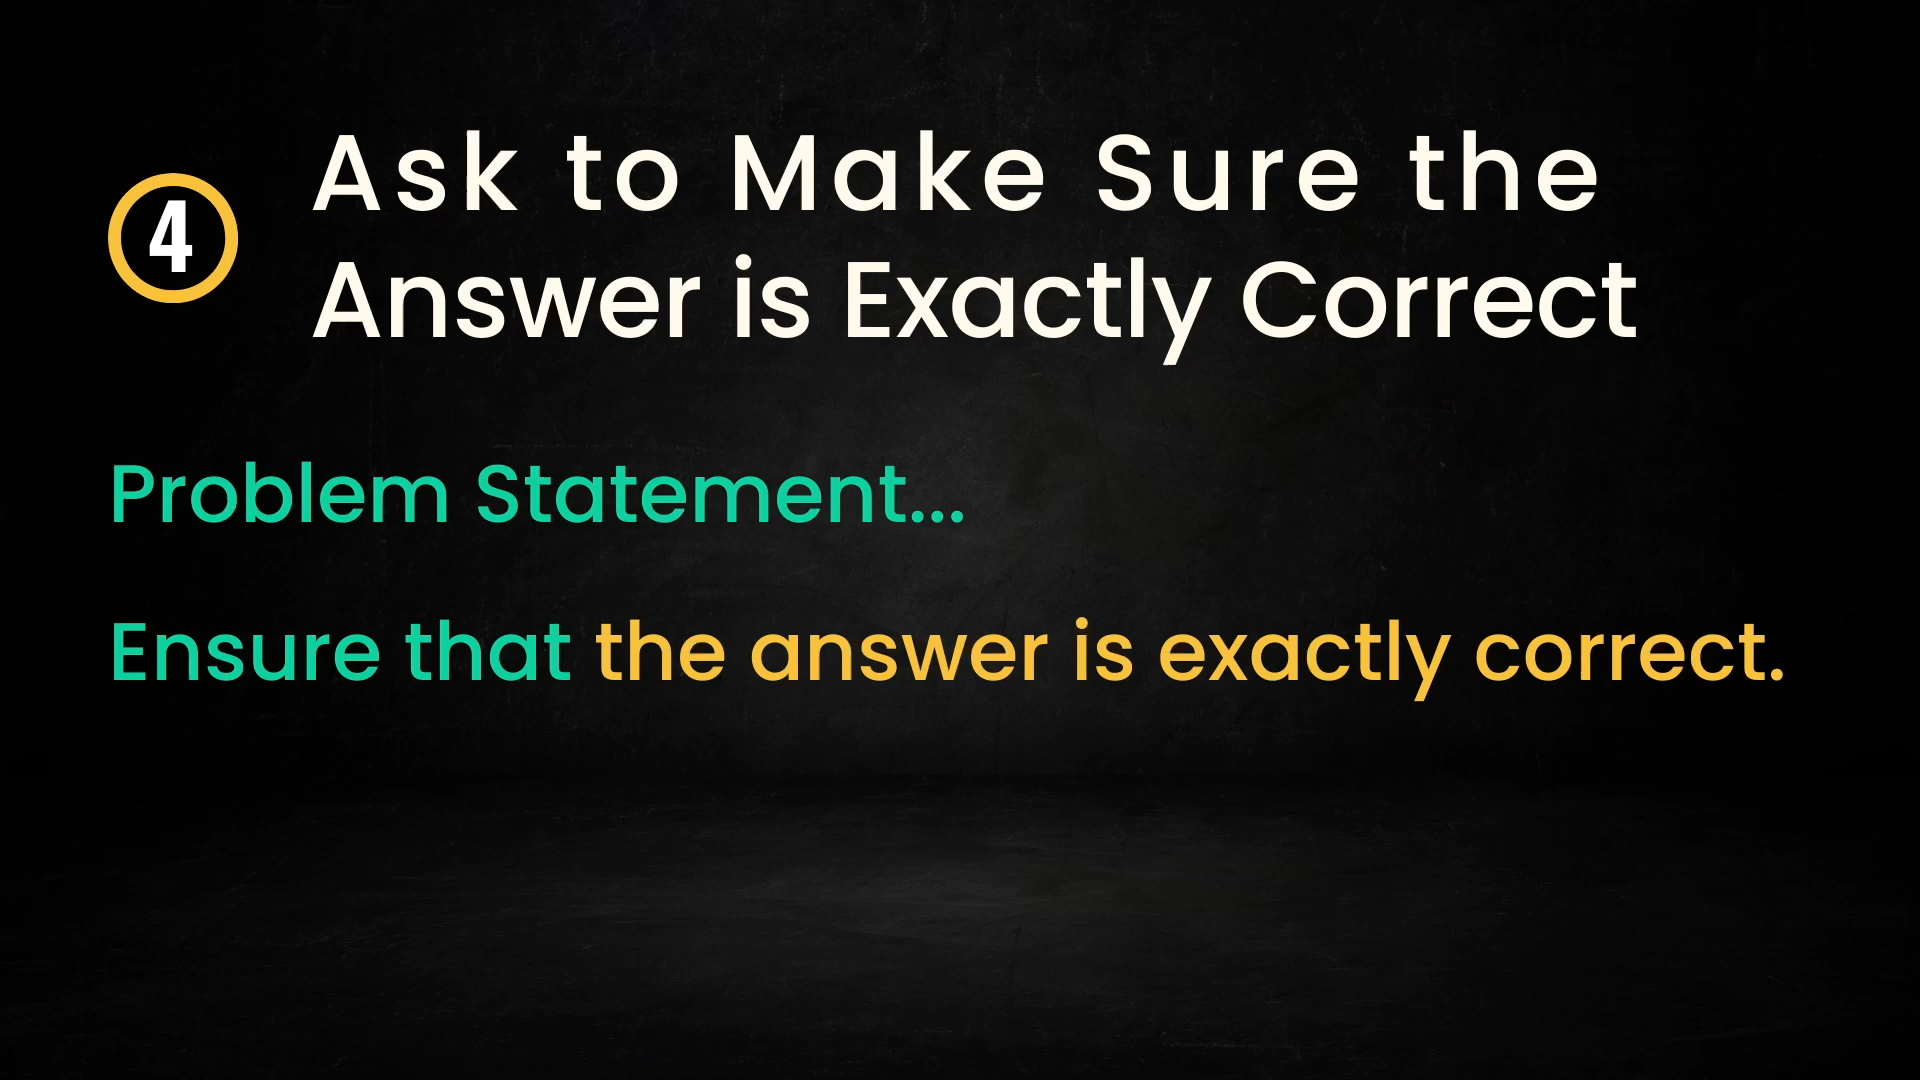 4
Ask to Make Sure the
Answer is Exactly Correct
Problem Statement...
Ensure that the answer is exactly correct.